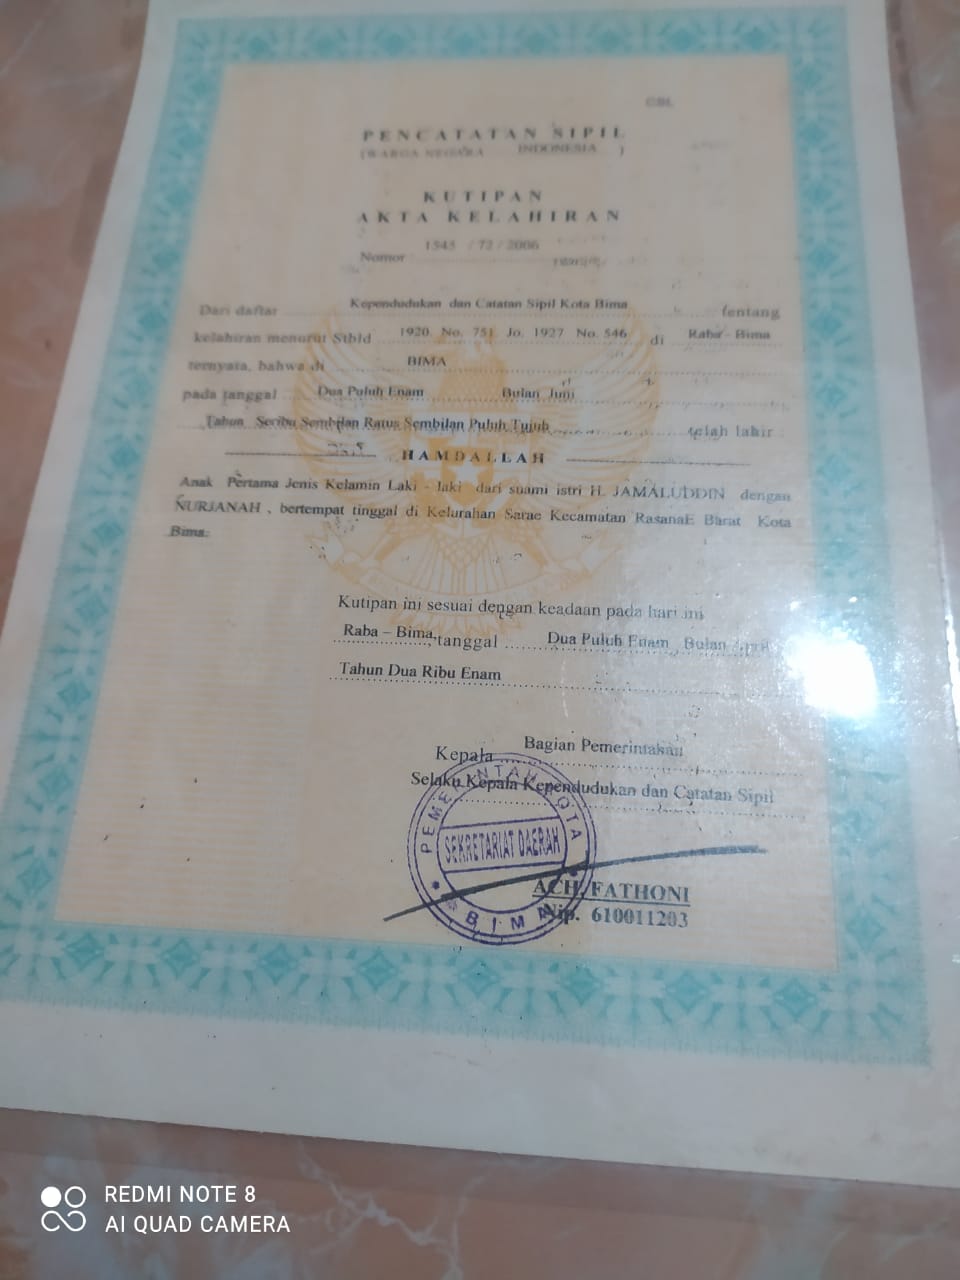 CSL
PENCATATAN SIPIL
(WARGA NEGARA INDONESIA )
KUTIPAN
AKTA KELAHIRAN
Nomor 1545 / 72 / 2006
Dari daftar Kependudukan dan Catatan Sipil Kota Bima tentang
kelahiran menurut Stbld 1920. No. 751 Jo. 1927 No. 546 di Raba - Bima
ternyata, bahwa di BIMA
pada tanggal Dua Puluh Enam Bulan Juni
Tahun Seribu Sembilan Ratus Sembilan Puluh Tujuh telah lahir
HAMDALLAH
Anak Pertama Jenis Kelamin Laki - laki dari suami istri H. JAMALUDDIN dengan
NURJANAH , bertempat tinggal di Kelurahan Sarae Kecamatan RasanaE Barat Kota
Bima.
Kutipan ini sesuai dengan keadaan pada hari ini
Raba – Bima, tanggal Dua Puluh Enam Bulan April
Tahun Dua Ribu Enam
Kepala Bagian Pemerintahan
Selaku Kepala Kependudukan dan Catatan Sipil
PEMERINTAH KOTA
SEKRETARIAT DAERAH
BIMA
ACH. FATHONI
Nip. 610011203
REDMI NOTE 8
AI QUAD CAMERA